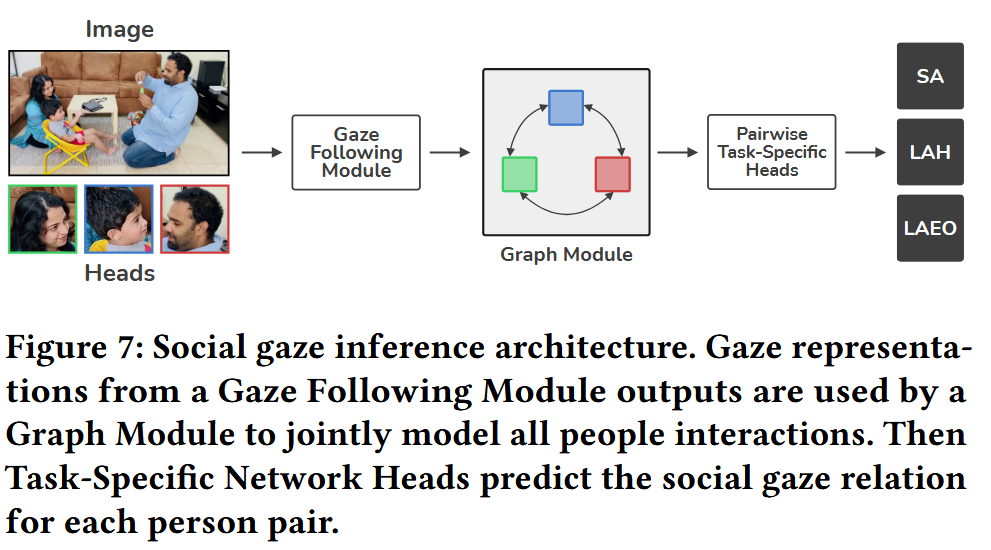 Image
Heads
Gaze
Following
Module
Graph Module
Pairwise
Task-Specific
Heads
SA
LAH
LAEO
Figure 7: Social gaze inference architecture. Gaze representa-
tions from a Gaze Following Module outputs are used by a
Graph Module to jointly model all people interactions. Then
Task-Specific Network Heads predict the social gaze relation
for each person pair.